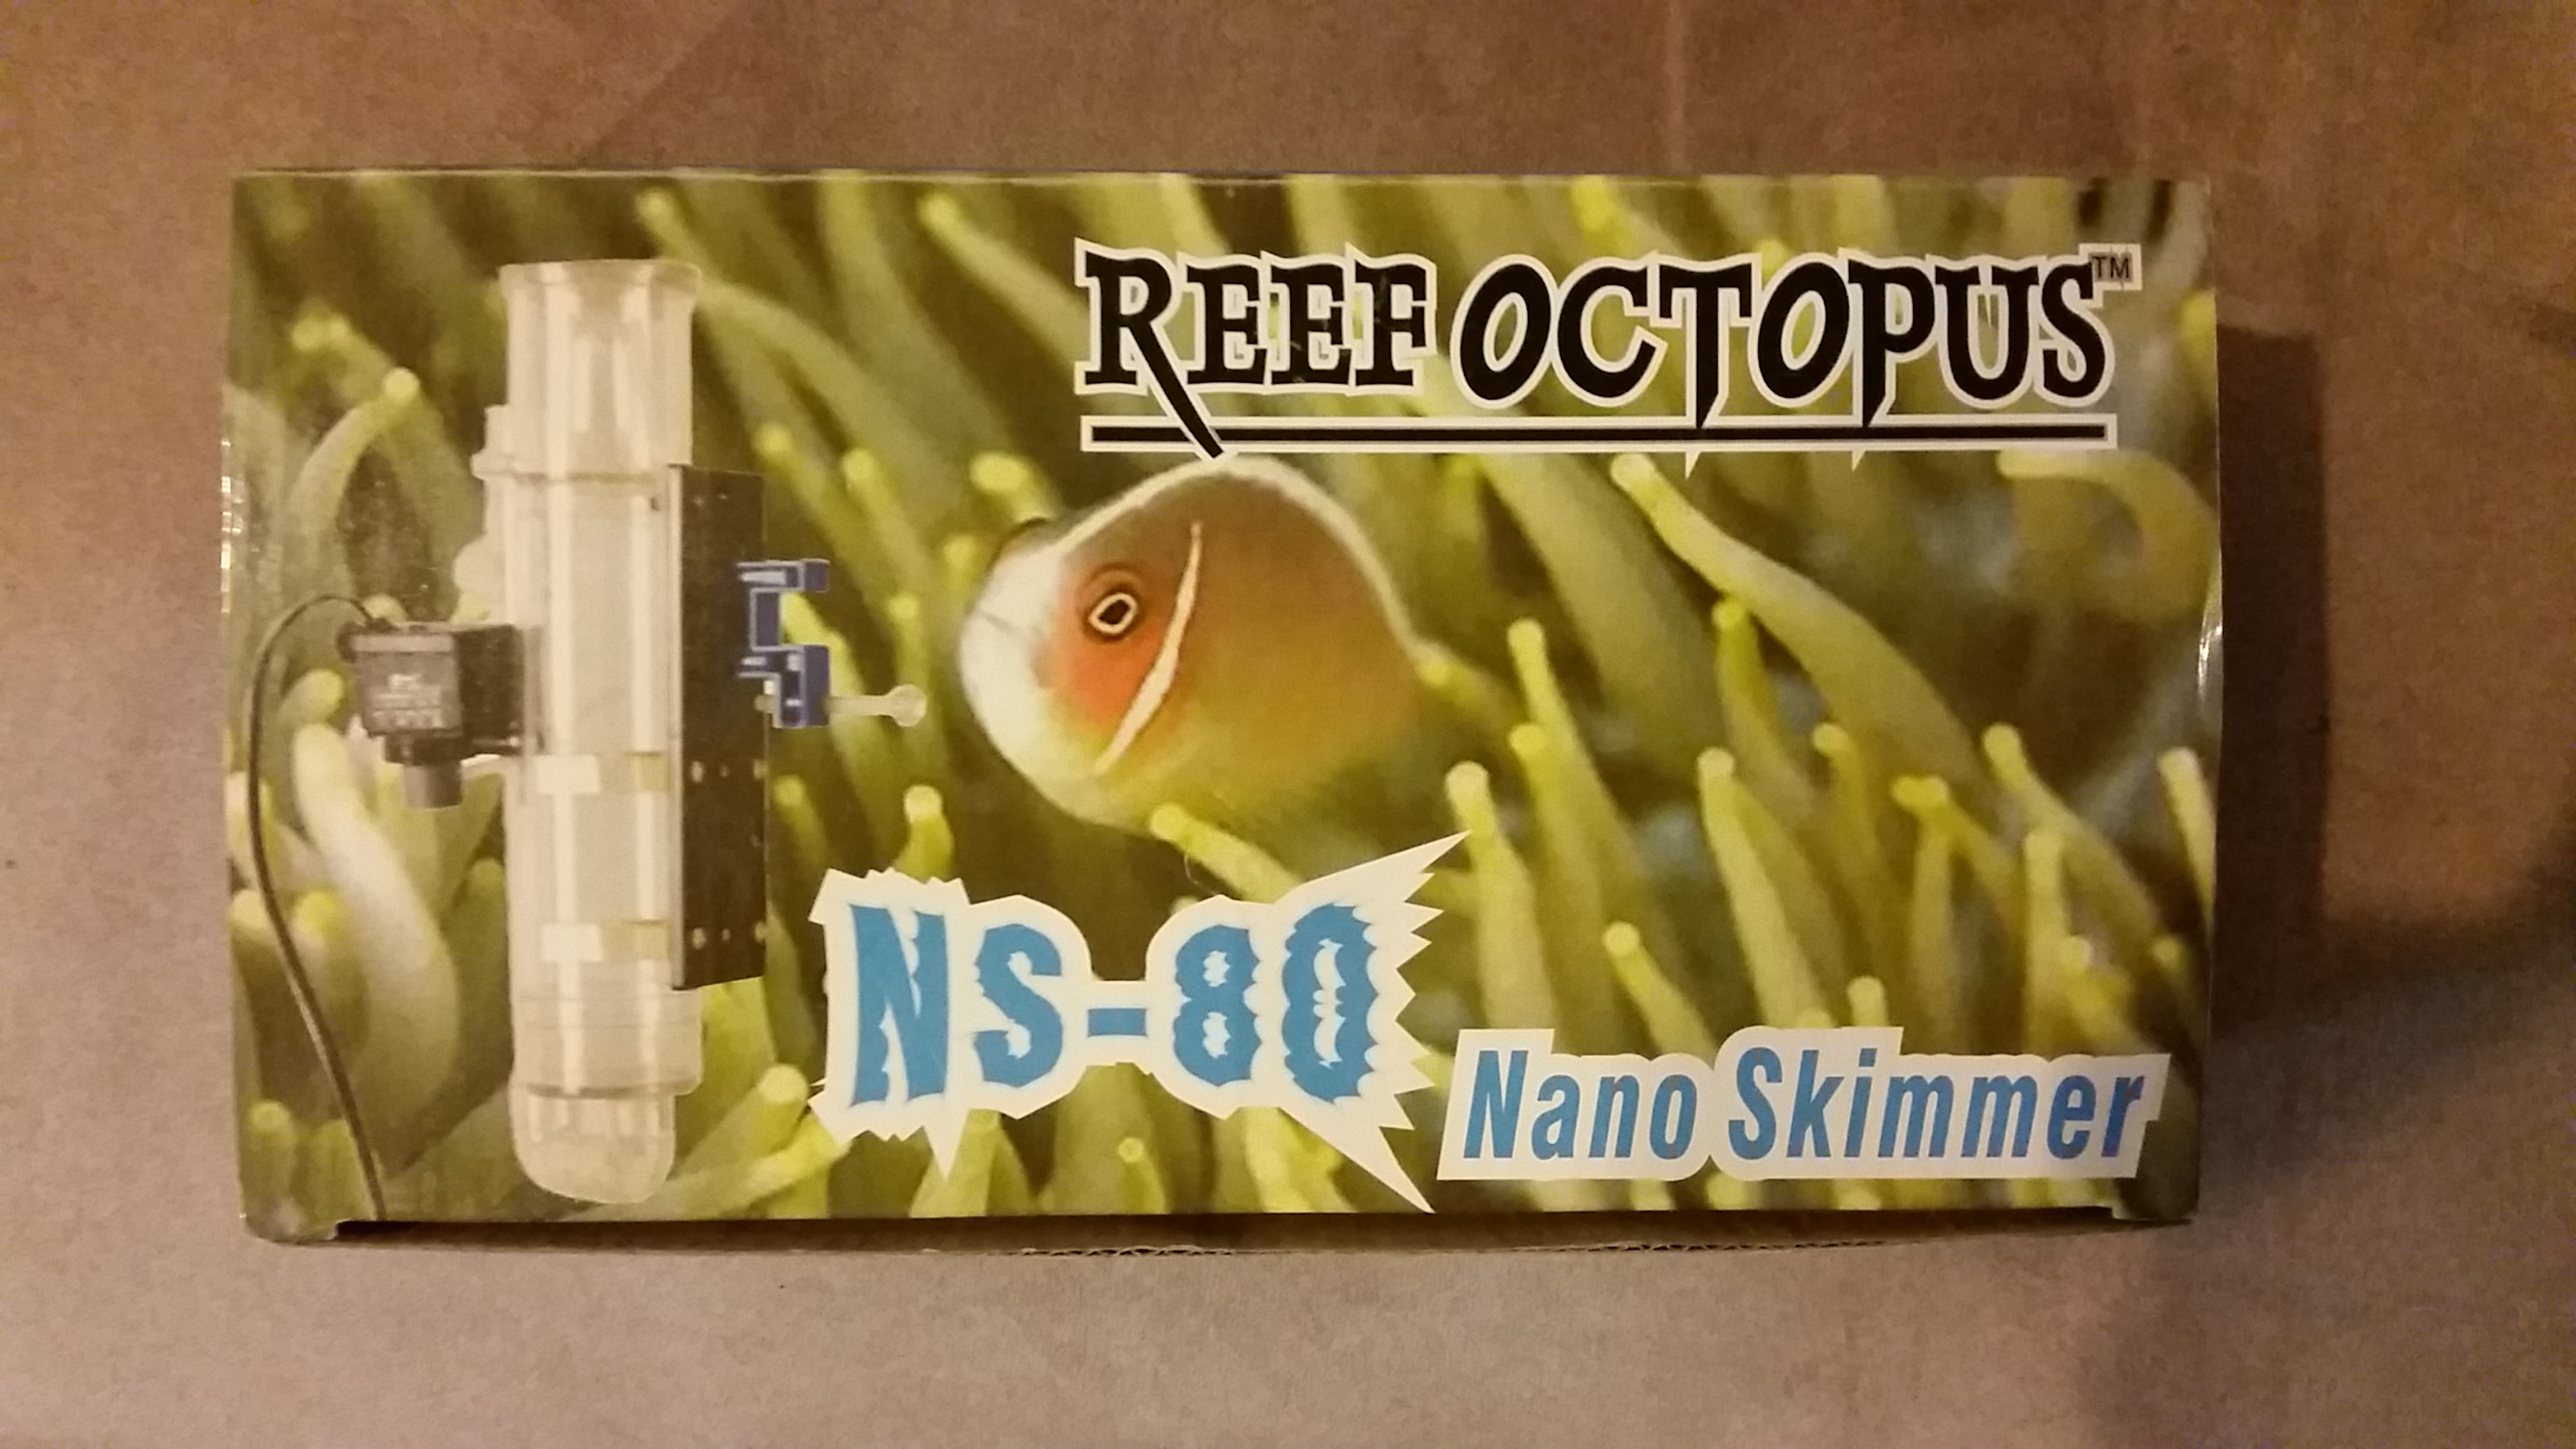 REEF OCTOPUS™
NS-80
Nano Skimmer